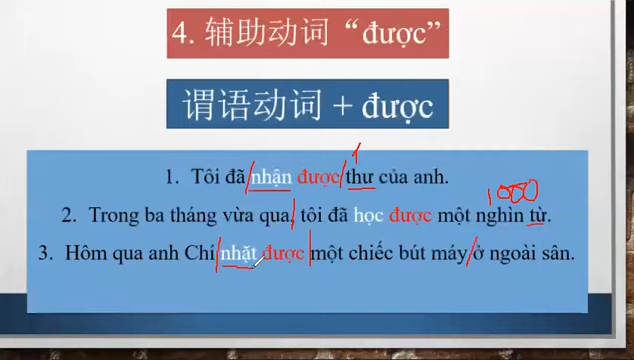 4. 辅助动词 “được”
谓语动词 + được
1. Tôi đã nhận được thư của anh.
1000
2. Trong ba tháng vừa qua, tôi đã học được một nghìn từ.
3. Hôm qua anh Chí nhặt được một chiếc bút máy ở ngoài sân.